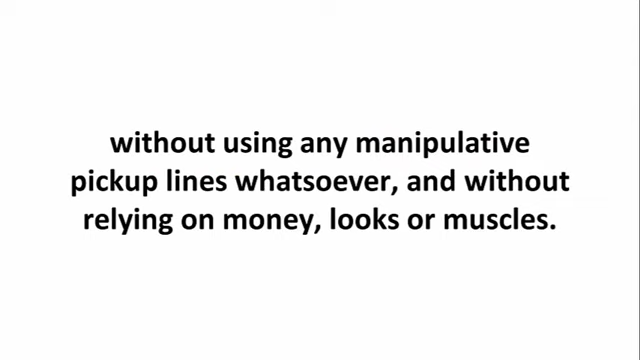 without using any manipulative
pickup lines whatsoever, and without
relying on money, looks or muscles.